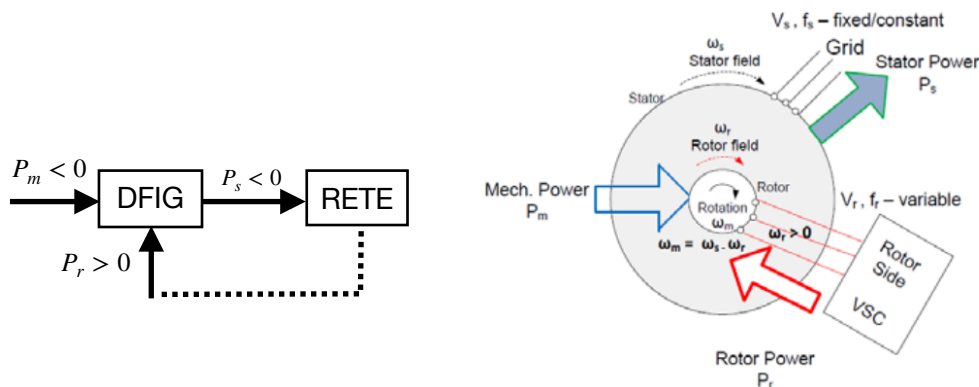 P_m < 0
DFIG
P_s < 0
RETE
P_r > 0
V_s , f_s – fixed/constant
Grid
ω_s
Stator field
Stator Power
P_s
Stator
ω_r
Rotor field
Mech. Power
P_m
Rotor
Rotation
ω_m
V_r , f_r – variable
ω_r > 0
ω_m = ω_s - ω_r
Rotor
Side
VSC
Rotor Power
P_r